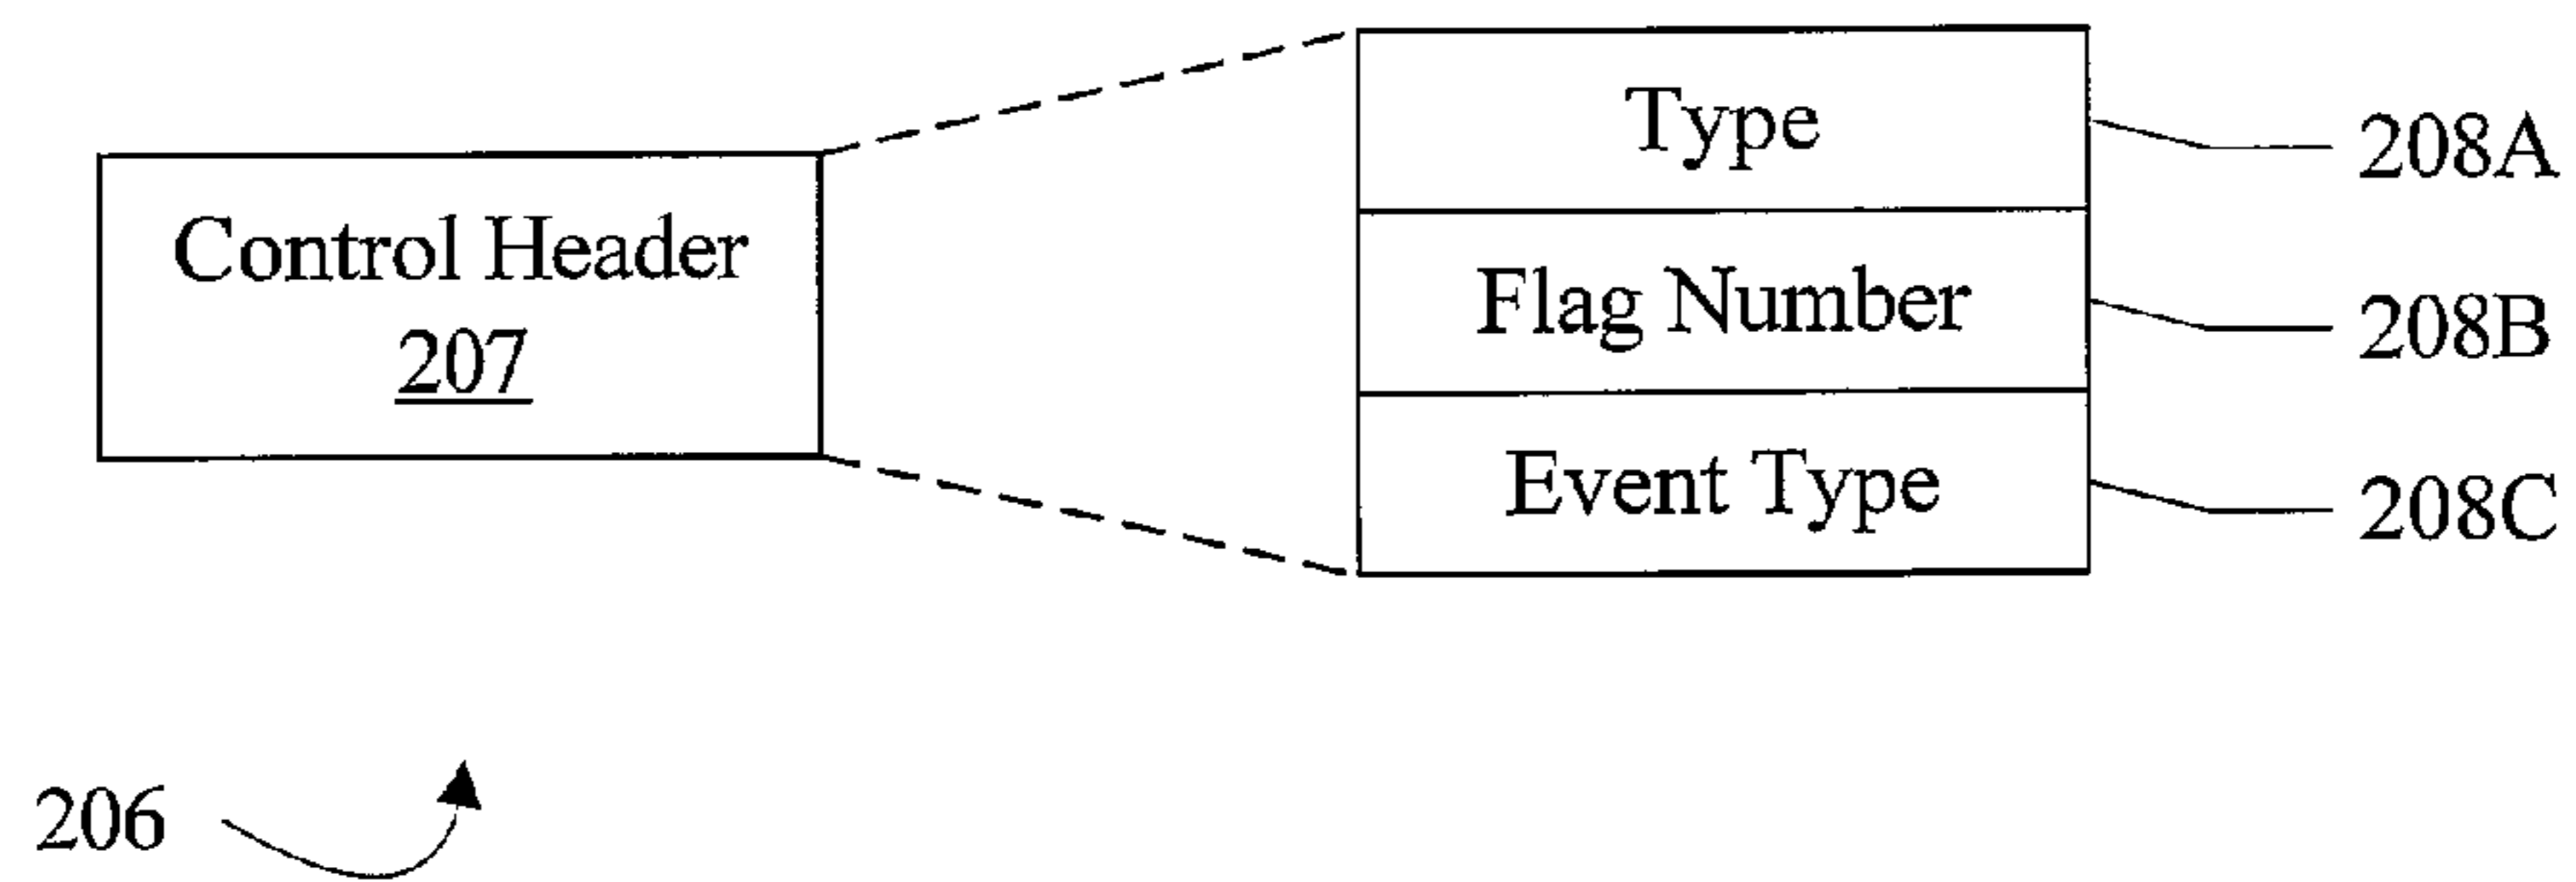 Control Header
207
Type
208A
Flag Number
208B
Event Type
208C
206